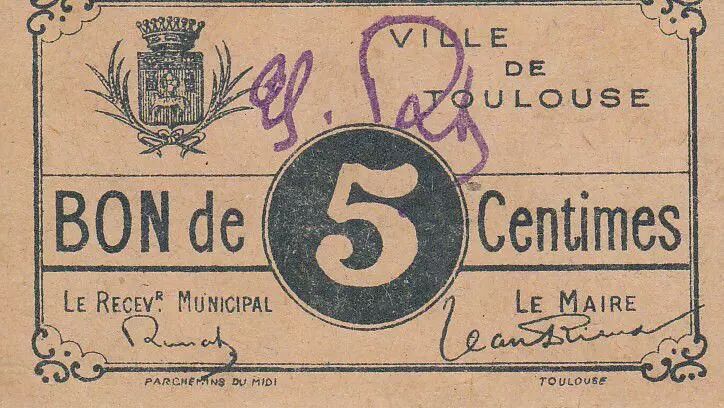 VILLE
DE
TOULOUSE
BON de 5 Centimes
LE RECEVR. MUNICIPAL
LE MAIRE
PARCHEMINS DU MIDI
TOULOUSE